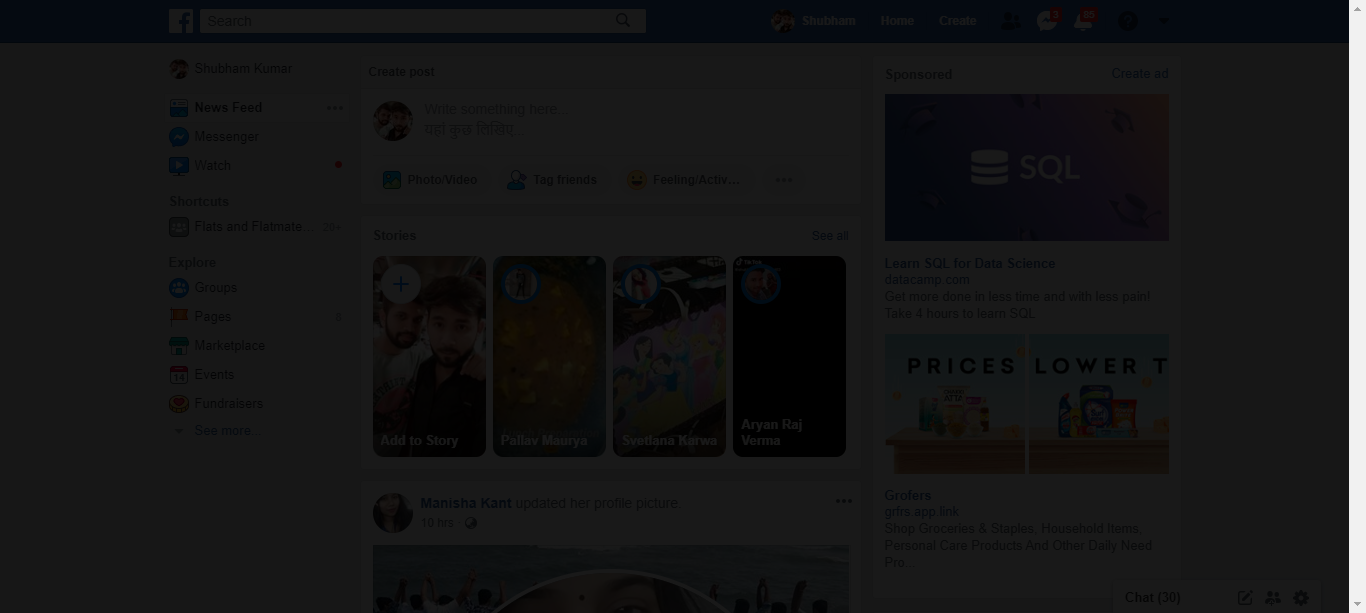 Search
Shubham
Home
Create
Shubham Kumar
News Feed
Messenger
Watch
Shortcuts
Flats and Flatmate... 20+
Explore
Groups
Pages
Marketplace
Events
Fundraisers
See more...
Create post
Write something here...
यहां कुछ लिखिए...
Photo/Video
Tag friends
Feeling/Activ...
Stories
See all
Add to Story
Pallav Maurya
Svetlana Karwa
Aryan Raj
Verma
Manisha Kant updated her profile picture.
10 hrs
Sponsored
Create ad
SQL
Learn SQL for Data Science
datacamp.com
Get more done in less time and with less pain!
Take 4 hours to learn SQL
PRICES
LOWER T
Grofers
grfrs.app.link
Shop Groceries & Staples, Household Items,
Personal Care Products And Other Daily Need
Pro...
Chat (30)